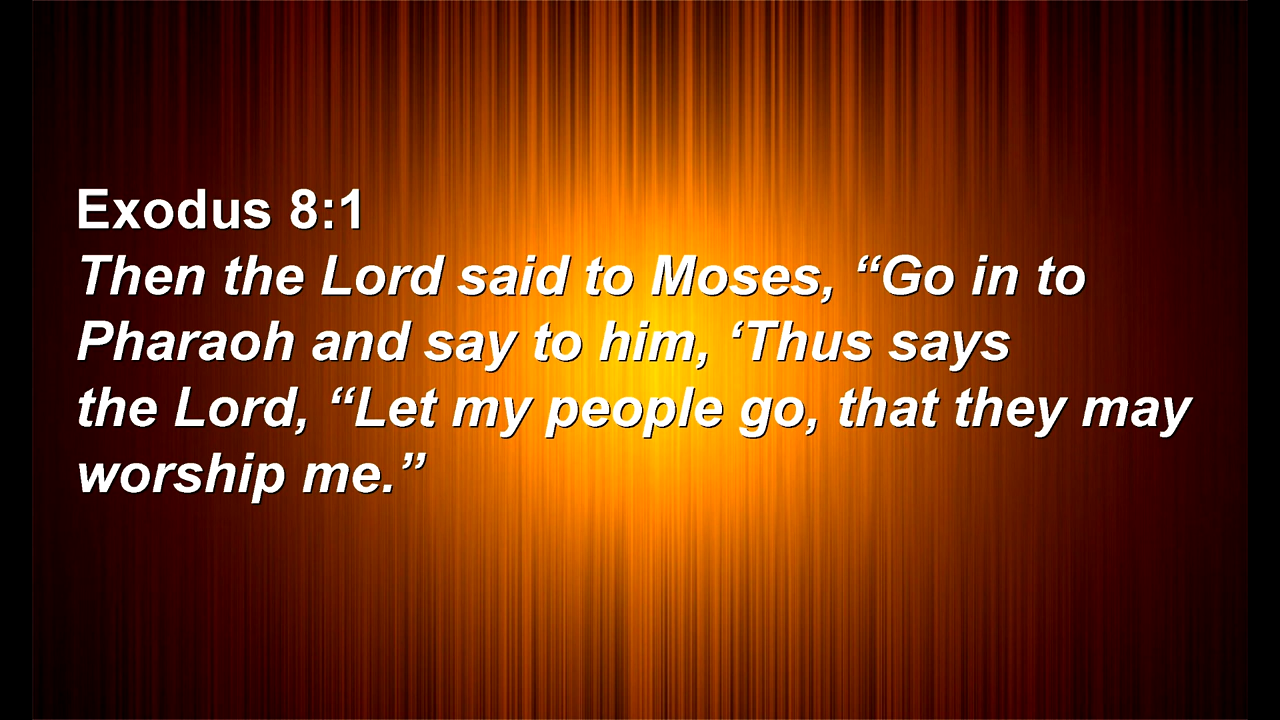 Exodus 8:1
Then the Lord said to Moses, “Go in to
Pharaoh and say to him, ‘Thus says
the Lord, “Let my people go, that they may
worship me.”